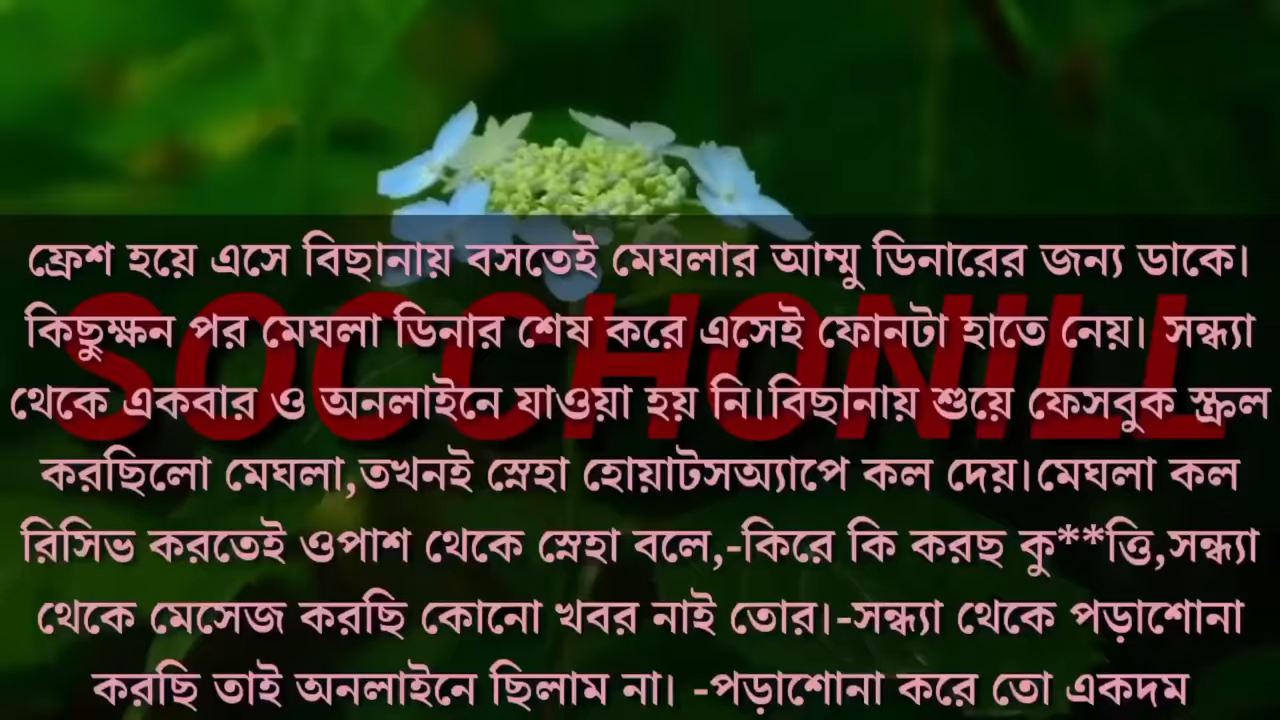 ফ্রেশ হয়ে এসে বিছানায় বসতেই মেঘলার আম্মু ডিনারের জন্য ডাকে।
কিছুক্ষন পর মেঘলা ডিনার শেষ করে এসেই ফোনটা হাতে নেয়। সন্ধ্যা
থেকে একবার ও অনলাইনে যাওয়া হয় নি।বিছানায় শুয়ে ফেসবুক স্ক্রল
SOCCHONILL
করছিলো মেঘলা,তখনই স্নেহা হোয়াটসঅ্যাপে কল দেয়।মেঘলা কল
রিসিভ করতেই ওপাশ থেকে স্নেহা বলে,-কিরে কি করছ কু**ত্তি,সন্ধ্যা
থেকে মেসেজ করছি কোনো খবর নাই তোর।-সন্ধ্যা থেকে পড়াশোনা
করছি তাই অনলাইনে ছিলাম না। -পড়াশোনা করে তো একদম